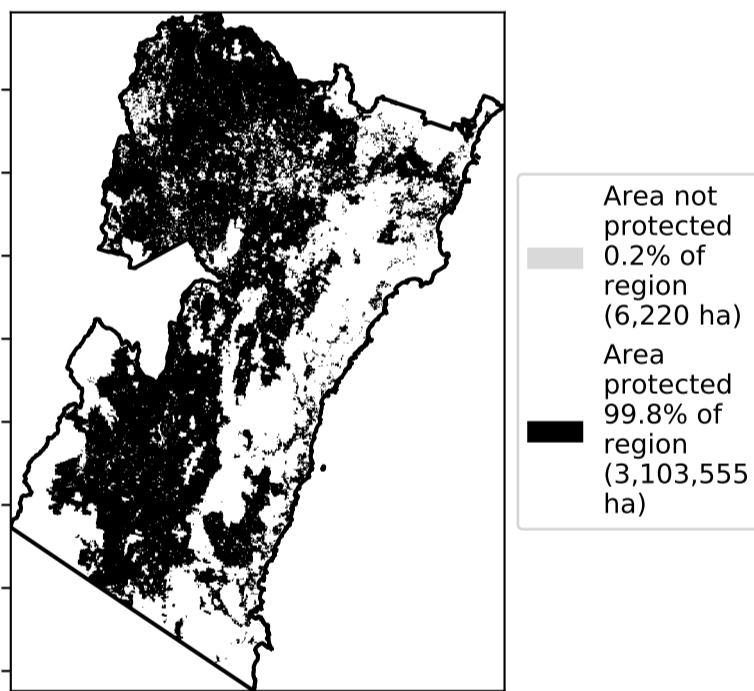 Area not
protected
0.2% of
region
(6,220 ha)
Area
protected
99.8% of
region
(3,103,555
ha)